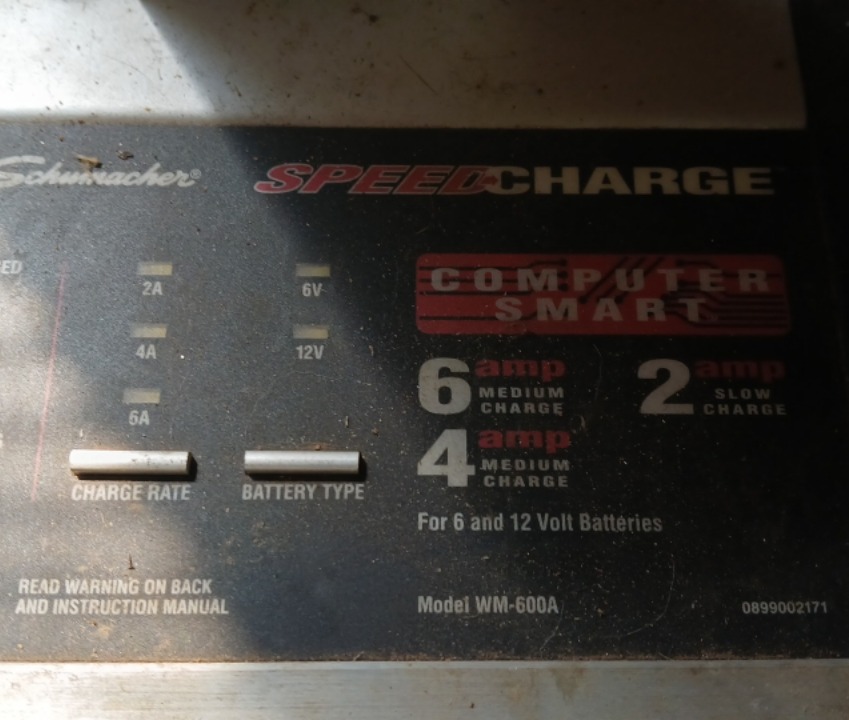 Schumacher®
SPEEDCHARGE™
ED
2A
6V
4A
12V
6A
CHARGE RATE
BATTERY TYPE
COMPUTER
SMART
6 amp
MEDIUM
CHARGE
2 amp
SLOW
CHARGE
4 amp
MEDIUM
CHARGE
For 6 and 12 Volt Batteries
READ WARNING ON BACK
AND INSTRUCTION MANUAL
Model WM-600A
0899002171